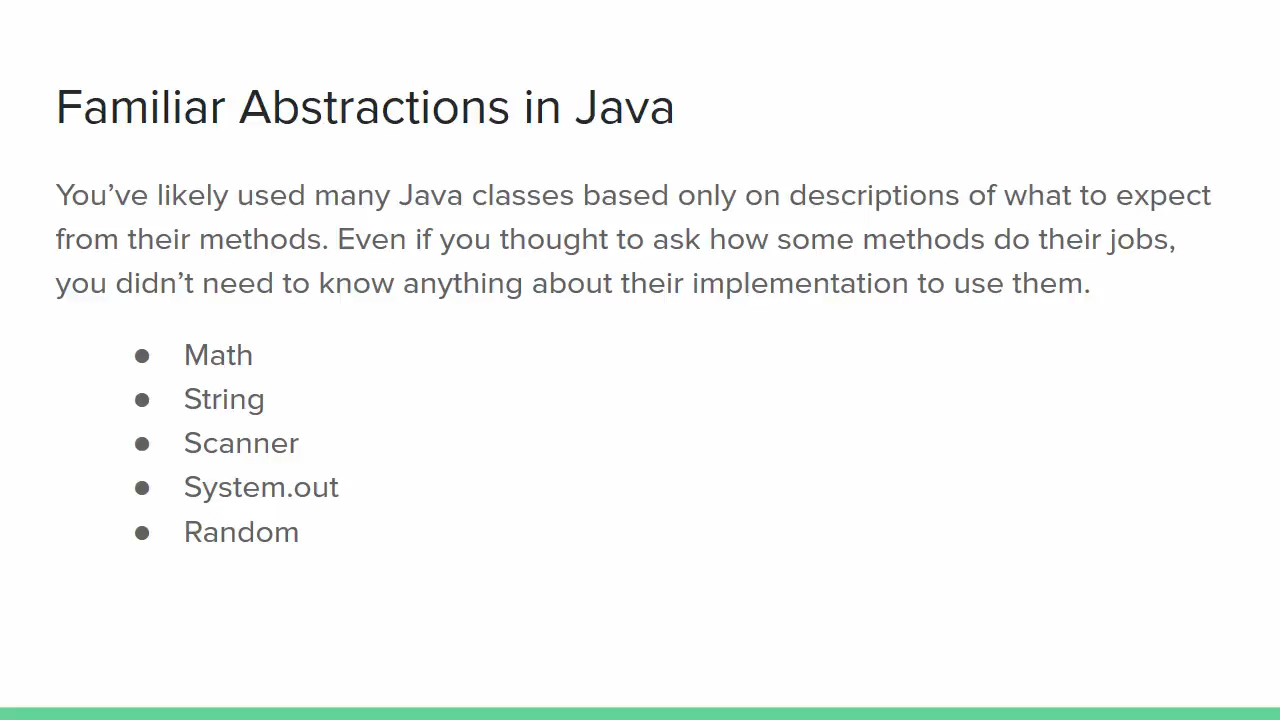 Familiar Abstractions in Java
You’ve likely used many Java classes based only on descriptions of what to expect
from their methods. Even if you thought to ask how some methods do their jobs,
you didn’t need to know anything about their implementation to use them.
● Math
● String
● Scanner
● System.out
● Random